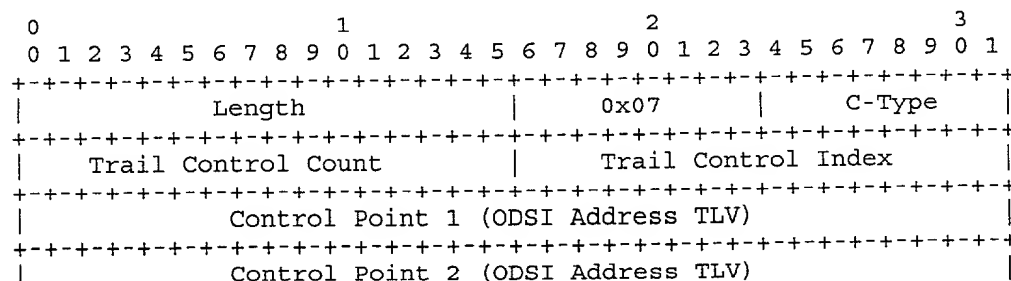 0                   1                   2                   3
0 1 2 3 4 5 6 7 8 9 0 1 2 3 4 5 6 7 8 9 0 1 2 3 4 5 6 7 8 9 0 1
+-+-+-+-+-+-+-+-+-+-+-+-+-+-+-+-+-+-+-+-+-+-+-+-+-+-+-+-+-+-+-+-+
| Length | 0x07 | C-Type |
+-+-+-+-+-+-+-+-+-+-+-+-+-+-+-+-+-+-+-+-+-+-+-+-+-+-+-+-+-+-+-+-+
| Trail Control Count | Trail Control Index |
+-+-+-+-+-+-+-+-+-+-+-+-+-+-+-+-+-+-+-+-+-+-+-+-+-+-+-+-+-+-+-+-+
| Control Point 1 (ODSI Address TLV) |
+-+-+-+-+-+-+-+-+-+-+-+-+-+-+-+-+-+-+-+-+-+-+-+-+-+-+-+-+-+-+-+-+
| Control Point 2 (ODSI Address TLV) |